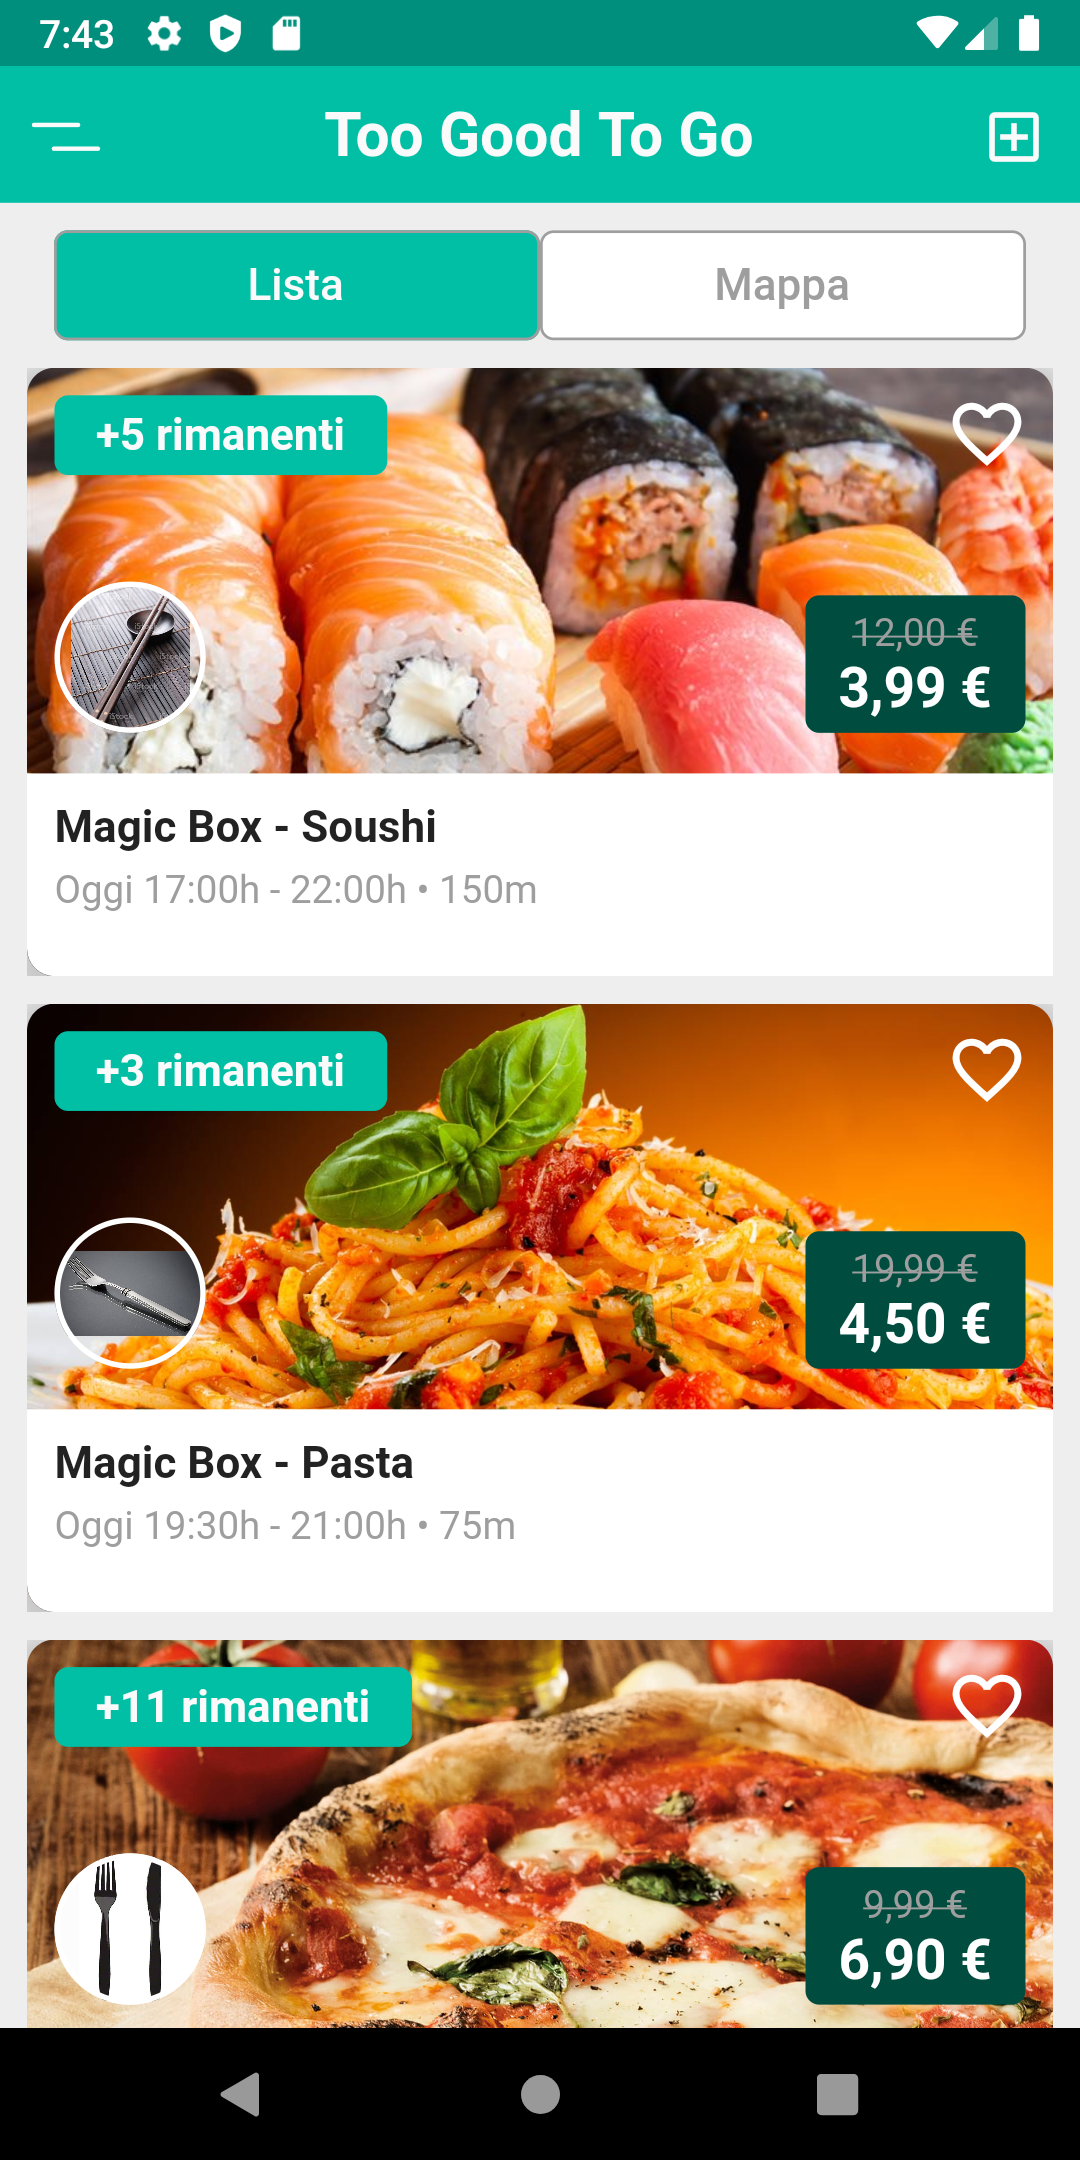 7:43
Too Good To Go
Lista
Mappa
+5 rimanenti
12,00 €
3,99 €
Magic Box - Soushi
Oggi 17:00h - 22:00h • 150m
+3 rimanenti
19,99 €
4,50 €
Magic Box - Pasta
Oggi 19:30h - 21:00h • 75m
+11 rimanenti
9,99 €
6,90 €